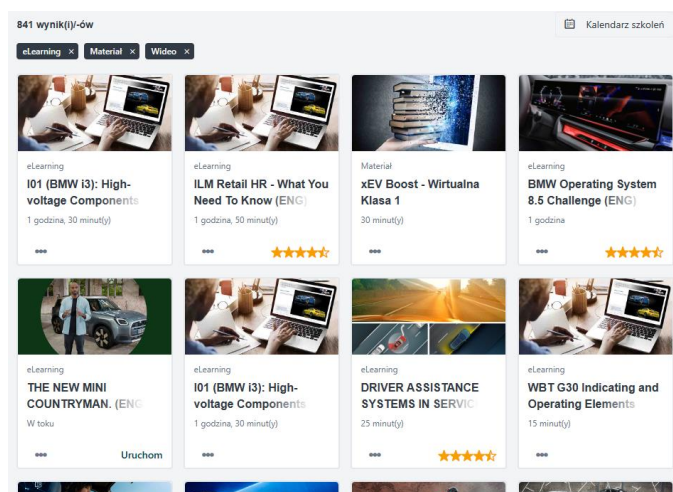 841 wynik(i)/-ów
Kalendarz szkoleń
eLearning × Materiał × Wideo ×
eLearning
I01 (BMW i3): High-
voltage Components
1 godzina, 30 minut(y)
eLearning
ILM Retail HR - What You
Need To Know (ENG)
1 godzina, 50 minut(y)
Materiał
xEV Boost - Wirtualna
Klasa 1
30 minut(y)
eLearning
BMW Operating System
8.5 Challenge (ENG)
1 godzina
eLearning
THE NEW MINI
COUNTRYMAN. (ENG
W toku
Uruchom
eLearning
I01 (BMW i3): High-
voltage Components
1 godzina, 30 minut(y)
eLearning
DRIVER ASSISTANCE
SYSTEMS IN SERVIC
25 minut(y)
eLearning
WBT G30 Indicating and
Operating Elements
15 minut(y)